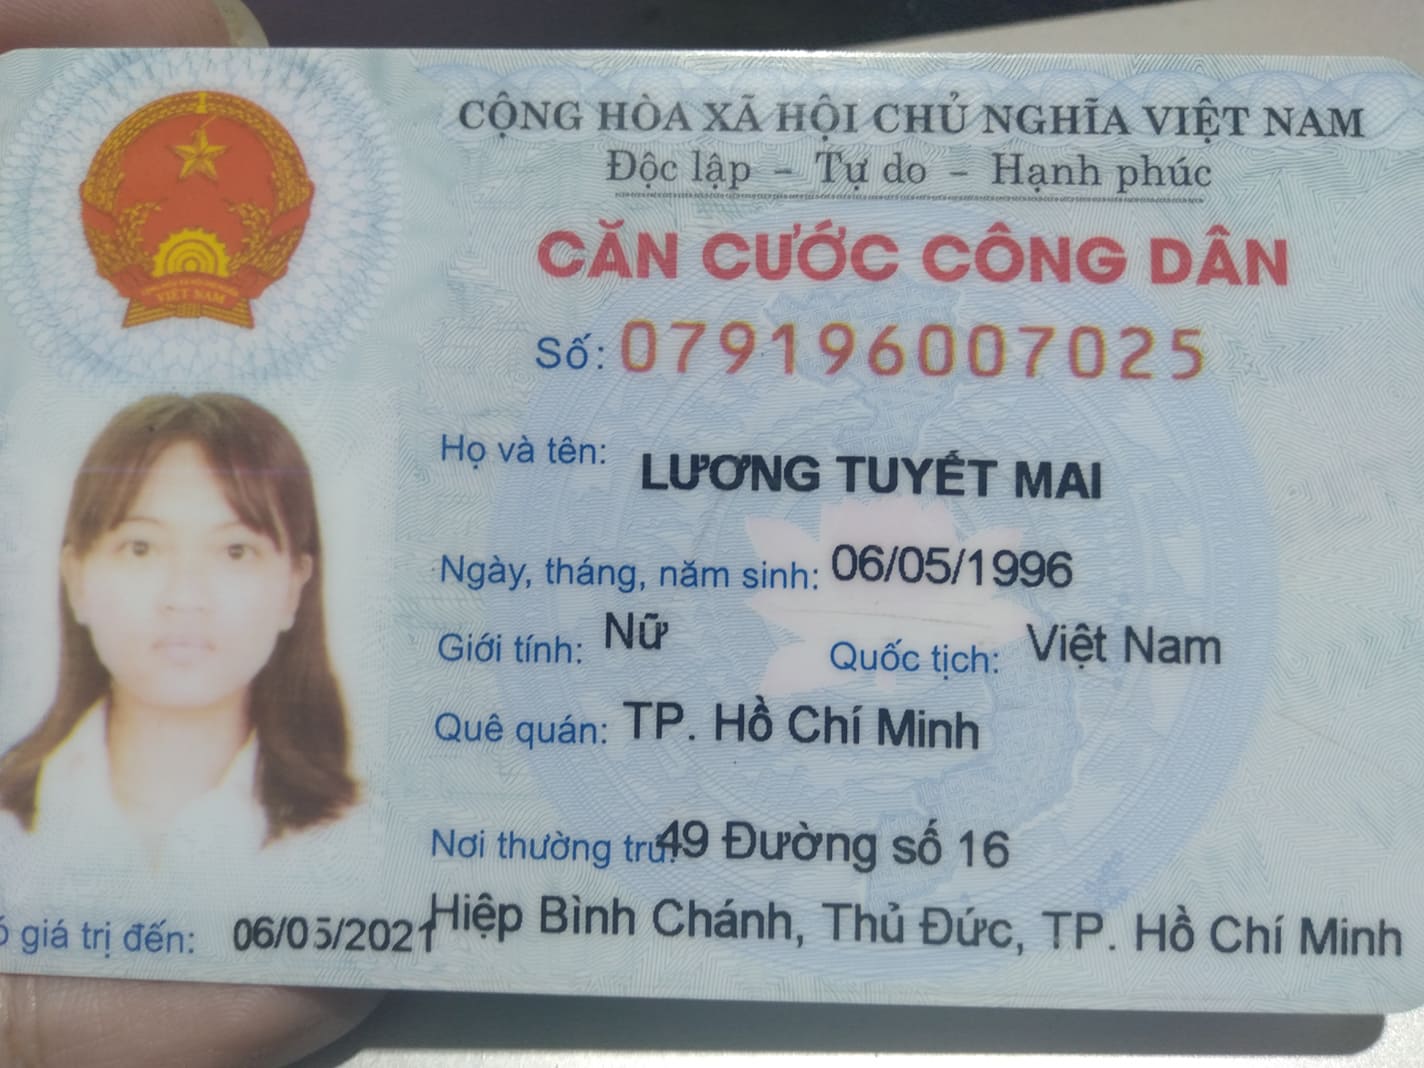 CỘNG HÒA XÃ HỘI CHỦ NGHĨA VIỆT NAM
Độc lập - Tự do - Hạnh phúc
CĂN CƯỚC CÔNG DÂN
Số: 079196007025
Họ và tên: LƯƠNG TUYẾT MAI
Ngày, tháng, năm sinh: 06/05/1996
Giới tính: Nữ Quốc tịch: Việt Nam
Quê quán: TP. Hồ Chí Minh
Nơi thường trú: 49 Đường số 16
Hiệp Bình Chánh, Thủ Đức, TP. Hồ Chí Minh
giá trị đến: 06/05/2021
VIỆT NAM